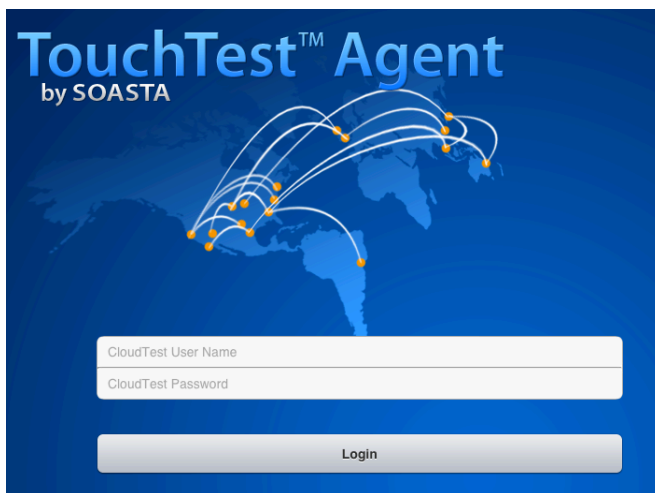 TouchTest™ Agent
by SOASTA
CloudTest User Name
CloudTest Password
Login